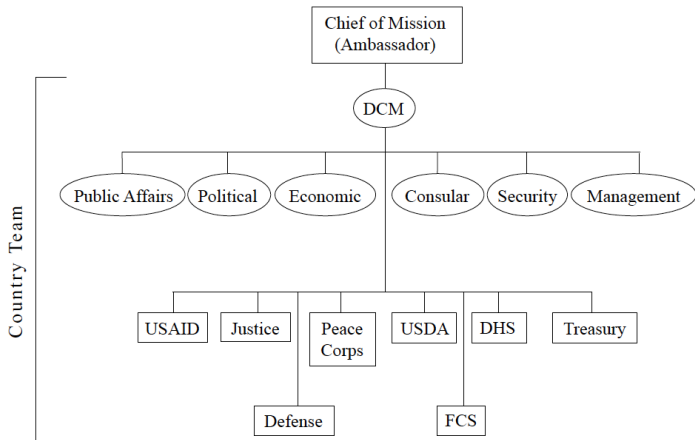 Chief of Mission
(Ambassador)
DCM
Public Affairs
Political
Economic
Consular
Security
Management
Country Team
USAID
Justice
Peace
Corps
USDA
DHS
Treasury
Defense
FCS